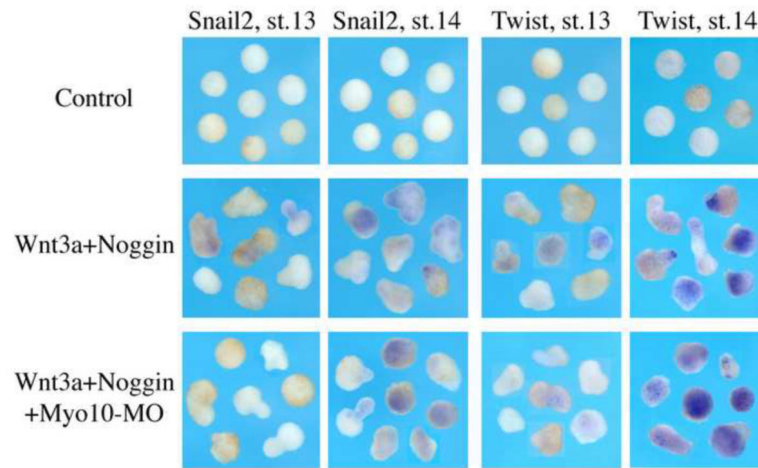 Snail2, st.13 Snail2, st.14 Twist, st.13 Twist, st.14
Control
Wnt3a+Noggin
Wnt3a+Noggin
+Myo10-MO